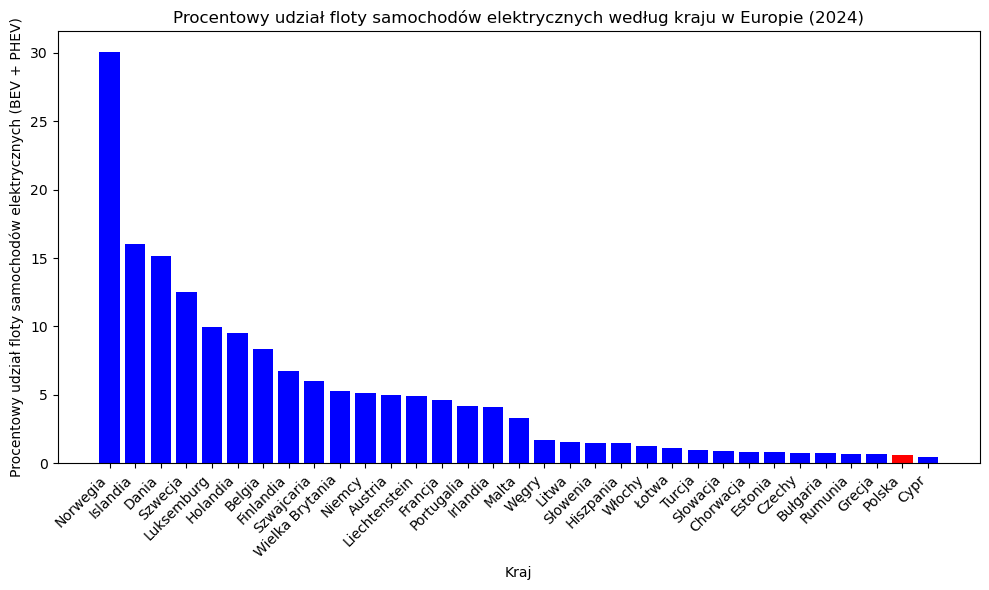 Procentowy udział floty samochodów elektrycznych według kraju w Europie (2024)
Procentowy udział floty samochodów elektrycznych (BEV + PHEV)
30
25
20
15
10
5
0
Norwegia
Islandia
Dania
Szwecja
Luksemburg
Holandia
Belgia
Finlandia
Szwajcaria
Wielka Brytania
Niemcy
Austria
Liechtenstein
Francja
Portugalia
Irlandia
Malta
Węgry
Litwa
Słowenia
Hiszpania
Włochy
Łotwa
Turcja
Słowacja
Chorwacja
Estonia
Czechy
Bułgaria
Rumunia
Grecja
Polska
Cypr
Kraj